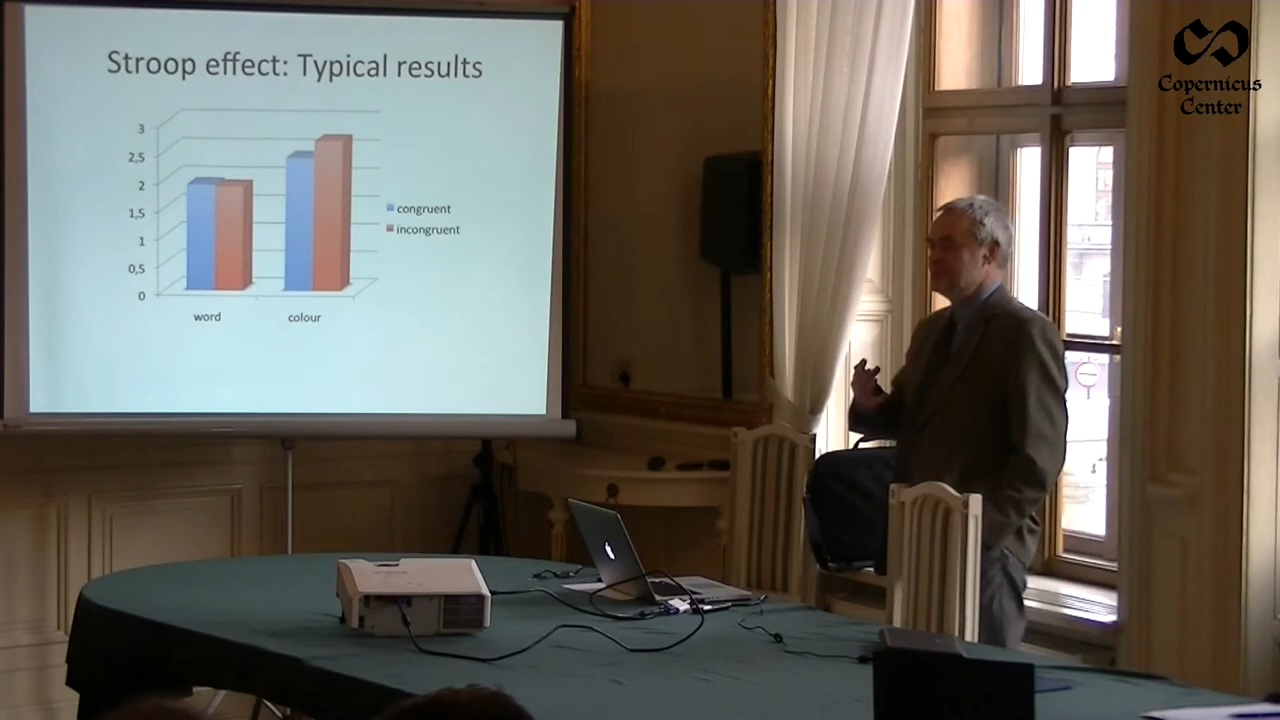 Stroop effect: Typical results
3
2,5
2
1,5
1
0,5
0
word
colour
congruent
incongruent
Copernicus
Center